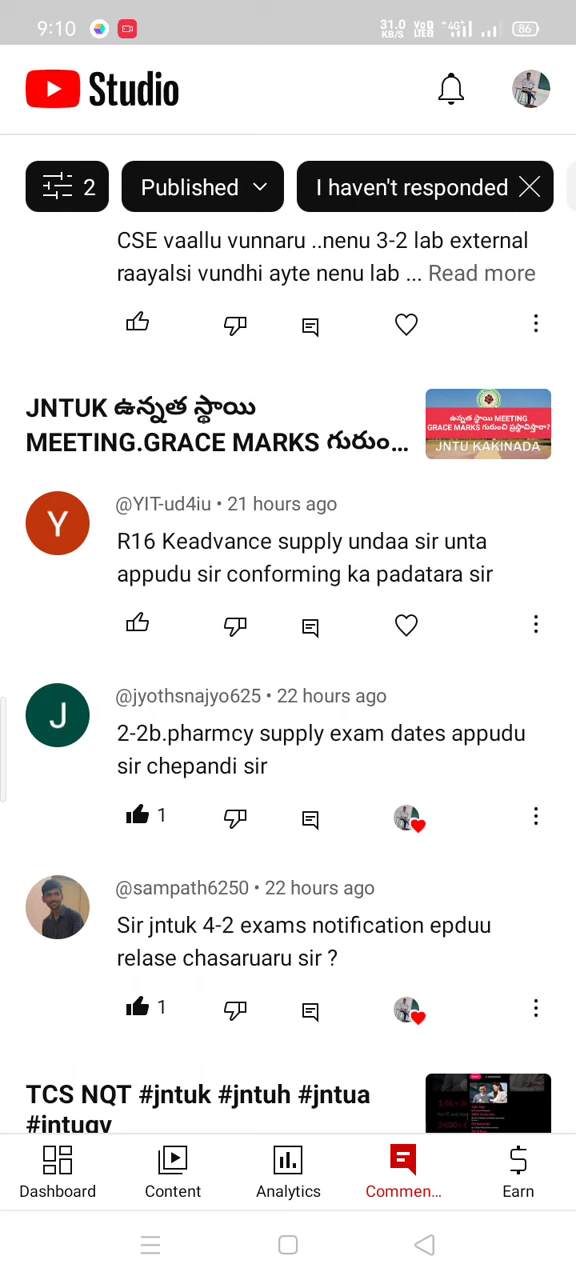 9:10
31.0 KB/S VoD LTE 4G+ 86
Studio
2
Published
I haven't responded
CSE vaallu vunnaru ..nenu 3-2 lab external
raayalsi vundhi ayte nenu lab ... Read more
JNTUK ఉన్నత స్థాయి
MEETING.GRACE MARKS గురుం...
ఉన్నత స్థాయి MEETING
GRACE MARKS గురుంచి ప్రస్తావిస్తారా?
JNTU KAKINADA
Y
@YIT-ud4iu • 21 hours ago
R16 Keadvance supply undaa sir unta
appudu sir conforming ka padatara sir
J
@jyothsnajyo625 • 22 hours ago
2-2b.pharmcy supply exam dates appudu
sir chepandi sir
1
@sampath6250 • 22 hours ago
Sir jntuk 4-2 exams notification epduu
relase chasaruaru sir ?
1
TCS NQT #jntuk #jntuh #jntua
#jntugv
Dashboard
Content
Analytics
Commen...
Earn